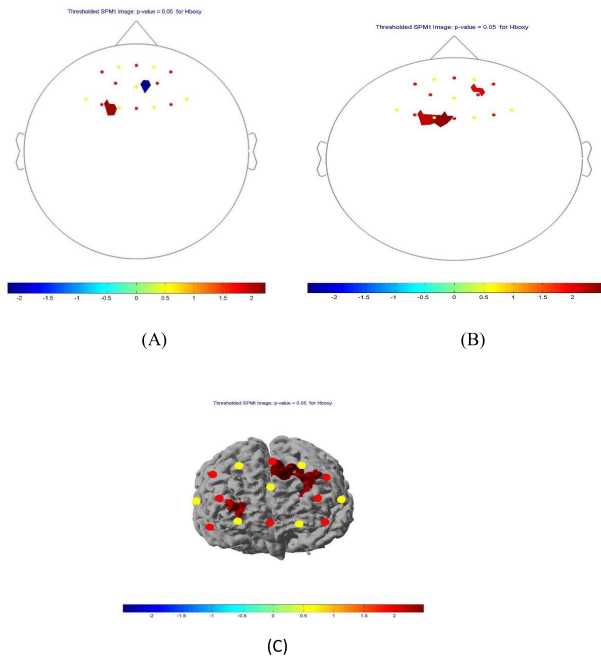 Thresholded SPMt Image: p-value = 0.05 for Hboxy
Thresholded SPMt Image: p-value = 0.05 for Hboxy
-2 -1.5 -1 -0.5 0 0.5 1 1.5 2
-2 -1.5 -1 -0.5 0 0.5 1 1.5 2
(A)
(B)
Thresholded SPMt Image: p-value = 0.05 for Hboxy
-2 -1.5 -1 -0.5 0 0.5 1 1.5 2
(C)